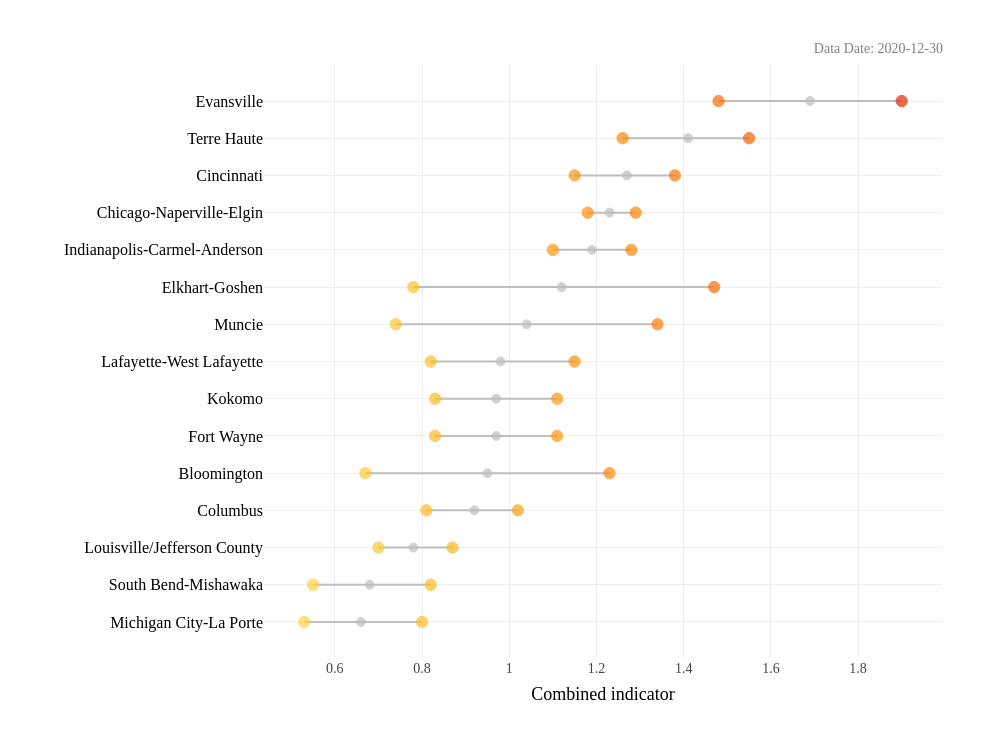 Data Date: 2020-12-30
Evansville
Terre Haute
Cincinnati
Chicago-Naperville-Elgin
Indianapolis-Carmel-Anderson
Elkhart-Goshen
Muncie
Lafayette-West Lafayette
Kokomo
Fort Wayne
Bloomington
Columbus
Louisville/Jefferson County
South Bend-Mishawaka
Michigan City-La Porte
0.6 0.8 1 1.2 1.4 1.6 1.8
Combined indicator